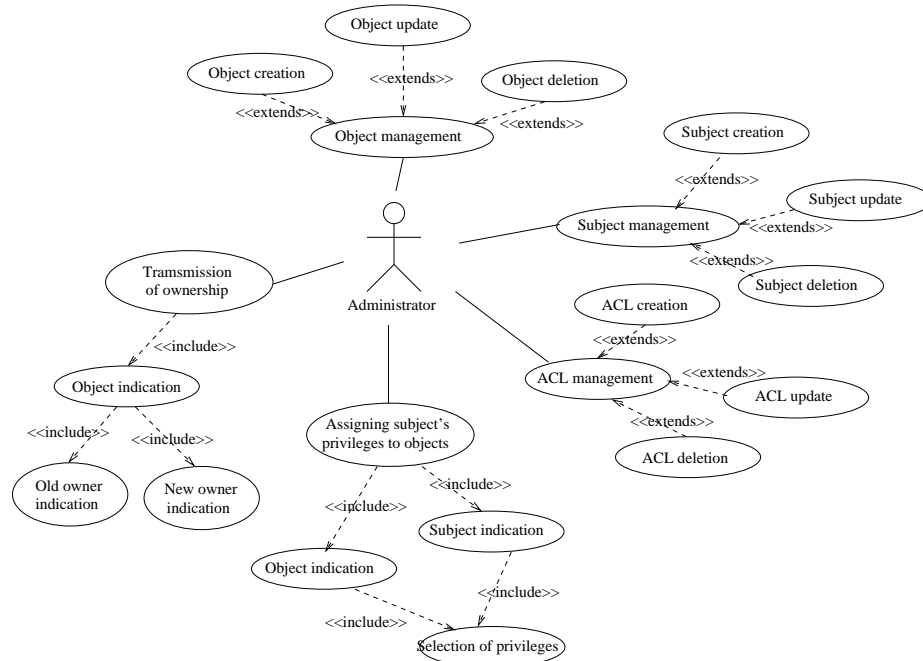 Object update
Object creation
<<extends>>
Object deletion
<<extends>>
<<extends>>
Object management
Subject creation
<<extends>>
Subject update
Subject management
<<extends>>
<<extends>>
Subject deletion
Tramsmission
of ownership
Administrator
ACL creation
<<extends>>
<<include>>
ACL management
<<extends>>
Object indication
ACL update
<<include>>
<<include>>
Assigning subject's
privileges to objects
<<extends>>
ACL deletion
Old owner
indication
New owner
indication
<<include>>
<<include>>
Subject indication
Object indication
<<include>>
<<include>>
Selection of privileges